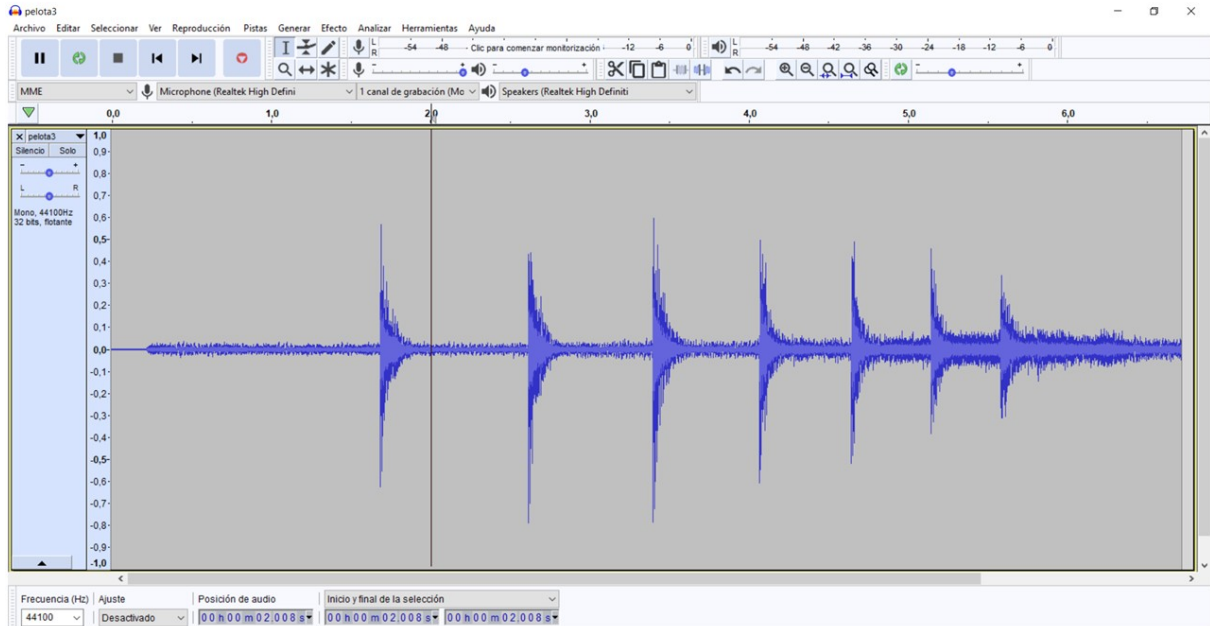 pelota3
Archivo Editar Seleccionar Ver Reproducción Pistas Generar Efecto Analizar Herramientas Ayuda
L R -54 -48 Clic para comenzar monitorización -12 -6 0 L R -54 -48 -42 -36 -30 -24 -18 -12 -6 0
- + - +
MME Microphone (Realtek High Defini 1 canal de grabación (Mo Speakers (Realtek High Definiti
0,0 1,0 2,0 3,0 4,0 5,0 6,0
x pelota3 1,0
Silencio Solo 0,9
- + 0,8
L R 0,7
Mono, 44100Hz 0,6
32 bits, flotante
0,5
0,4
0,3
0,2
0,1
0,0
-0,1
-0,2
-0,3
-0,4
-0,5
-0,6
-0,7
-0,8
-0,9
-1,0
Frecuencia (Hz) Ajuste Posición de audio Inicio y final de la selección
44100 Desactivado 00 h 00 m 02,008 s 00 h 00 m 02,008 s 00 h 00 m 02,008 s